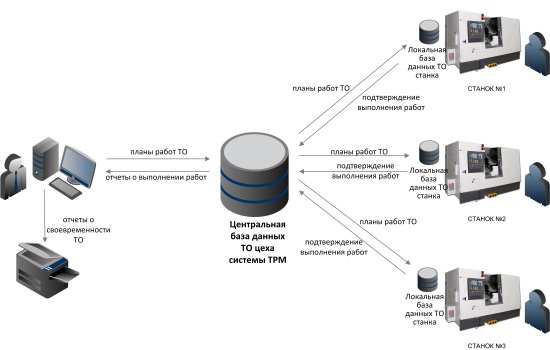 планы работ ТО
отчеты о выполнении работ
отчеты о
своевременности
ТО
Центральная
база данных
ТО цеха
системы TPM
планы работ ТО
подтверждение
выполнения работ
Локальная
база
данных ТО
станка
СТАНОК №1
планы работ ТО
подтверждение
выполнения работ
Локальная
база
данных ТО
станка
СТАНОК №2
планы работ ТО
подтверждение
выполнения работ
Локальная
база
данных ТО
станка
СТАНОК №3